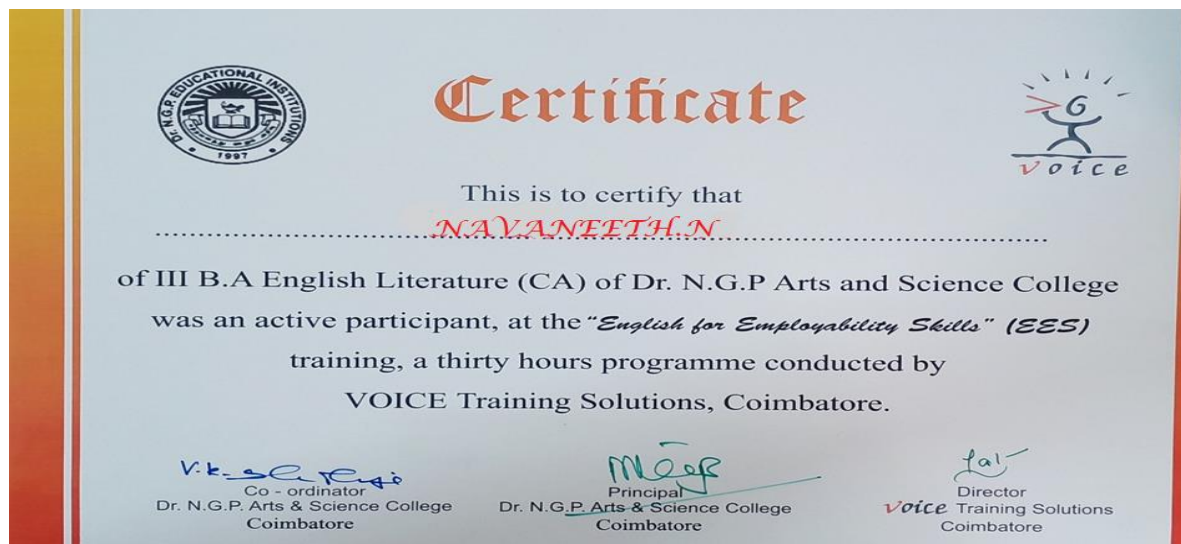 Dr. N.G.P. EDUCATIONAL INSTITUTIONS
1997
Certificate
voice
This is to certify that
NAVANEETH.N
of III B.A English Literature (CA) of Dr. N.G.P Arts and Science College
was an active participant, at the "English for Employability Skills" (EES)
training, a thirty hours programme conducted by
VOICE Training Solutions, Coimbatore.
Co - ordinator
Dr. N.G.P. Arts & Science College
Coimbatore
Principal
Dr. N.G.P. Arts & Science College
Coimbatore
Director
voice Training Solutions
Coimbatore